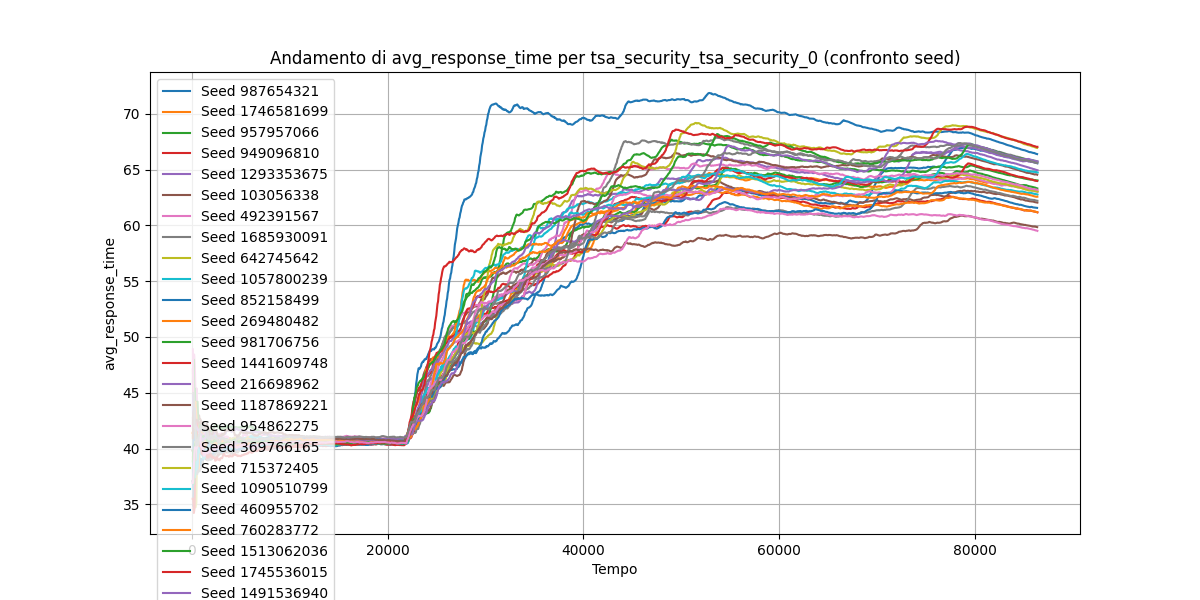 Andamento di avg_response_time per tsa_security_tsa_security_0 (confronto seed)
avg_response_time
70
65
60
55
50
45
40
35
Seed 987654321
Seed 1746581699
Seed 957957066
Seed 949096810
Seed 1293353675
Seed 103056338
Seed 492391567
Seed 1685930091
Seed 642745642
Seed 1057800239
Seed 852158499
Seed 269480482
Seed 981706756
Seed 1441609748
Seed 216698962
Seed 1187869221
Seed 954862275
Seed 369766165
Seed 715372405
Seed 1090510799
Seed 460955702
Seed 760283772
Seed 1513062036
Seed 1745536015
Seed 1491536940
0
20000
40000
60000
80000
Tempo